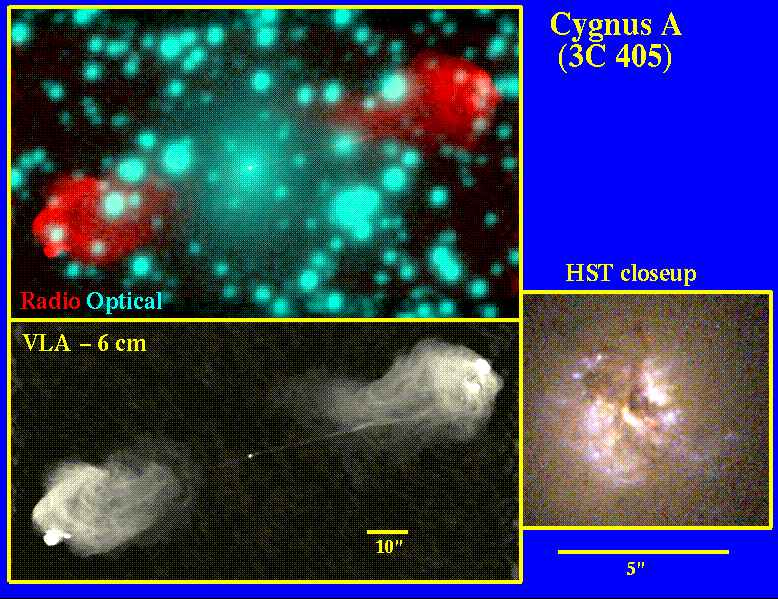 Cygnus A
(3C 405)
Radio Optical
HST closeup
VLA – 6 cm
10"
5"